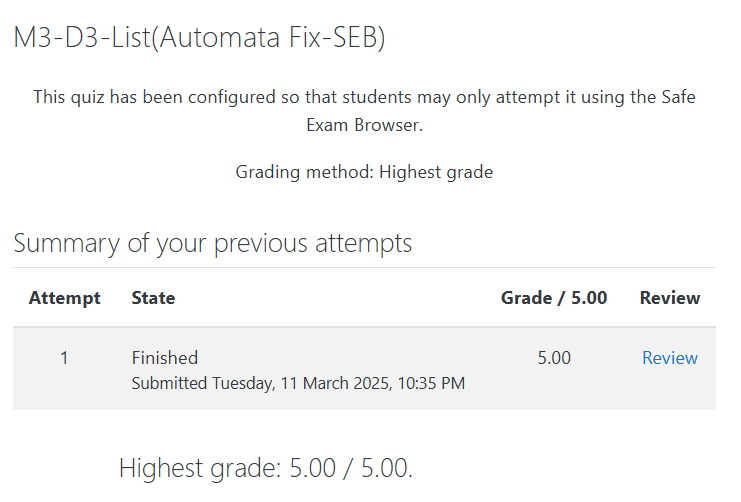 M3-D3-List(Automata Fix-SEB)
This quiz has been configured so that students may only attempt it using the Safe
Exam Browser.
Grading method: Highest grade
Summary of your previous attempts
Attempt State Grade / 5.00 Review
1 Finished 5.00 Review
Submitted Tuesday, 11 March 2025, 10:35 PM
Highest grade: 5.00 / 5.00.